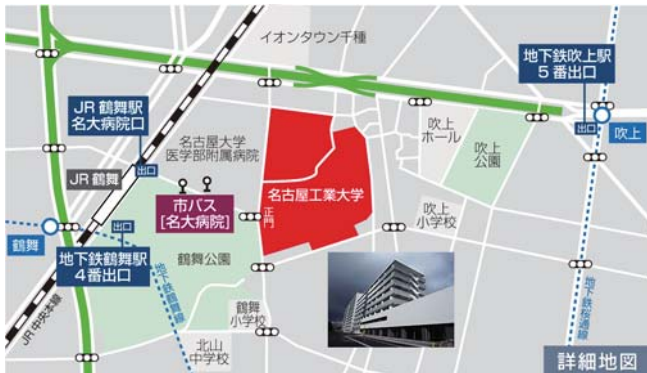 イオンタウン千種
地下鉄吹上駅
5番出口
JR 鶴舞駅
名大病院口
名古屋大学
医学部附属病院
吹上
ホール
吹上
公園
出口
吹上
出口
JR 鶴舞
市バス
[名大病院]
正門
名古屋工業大学
吹上
小学校
出口
鶴舞
地下鉄鶴舞駅
4番出口
鶴舞公園
地下鉄鶴舞線
地下鉄桜通線
JR 中央本線
鶴舞
小学校
北山
中学校
詳細地図